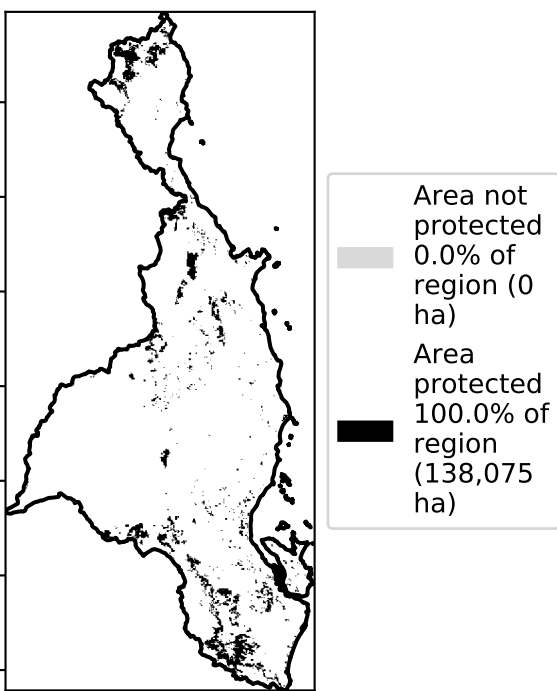 Area not
protected
0.0% of
region (0
ha)
Area
protected
100.0% of
region
(138,075
ha)